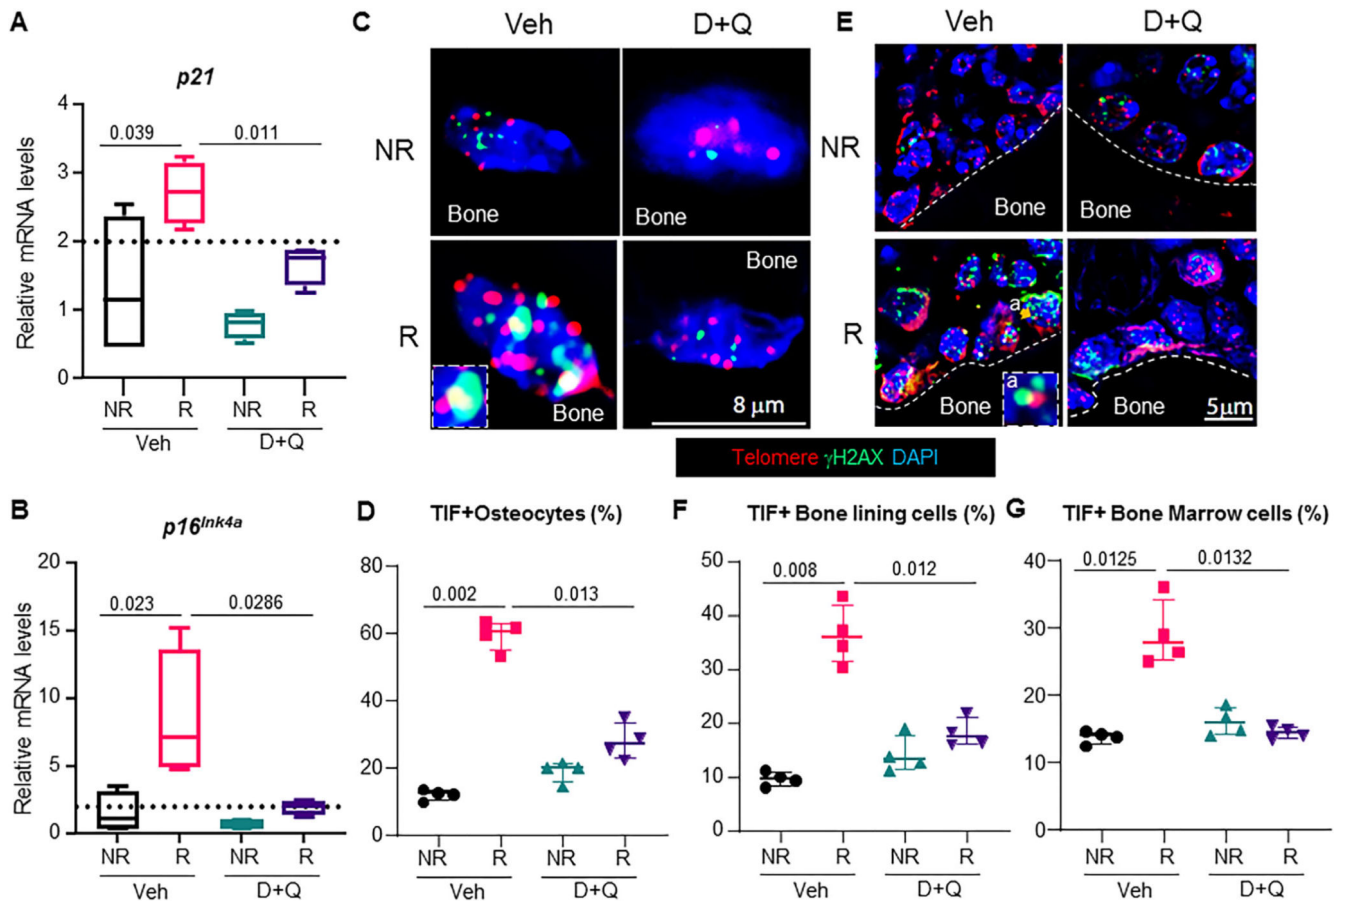 A
p21
Relative mRNA levels
4
3
2
1
0
0.039
0.011
NR
R
NR
R
Veh
D+Q
C
Veh
D+Q
NR
R
Bone
Bone
Bone
Bone
8 μm
E
Veh
D+Q
NR
R
Bone
Bone
a
a
Bone
Bone
5μm
Telomere γH2AX DAPI
B
p16Ink4a
Relative mRNA levels
20
15
10
5
0
0.023
0.0286
NR
R
NR
R
Veh
D+Q
D
TIF+Osteocytes (%)
80
60
40
20
0
0.002
0.013
NR
R
NR
R
Veh
D+Q
F
TIF+ Bone lining cells (%)
50
40
30
20
10
0
0.008
0.012
NR
R
NR
R
Veh
D+Q
G
TIF+ Bone Marrow cells (%)
40
30
20
10
0
0.0125
0.0132
NR
R
NR
R
Veh
D+Q